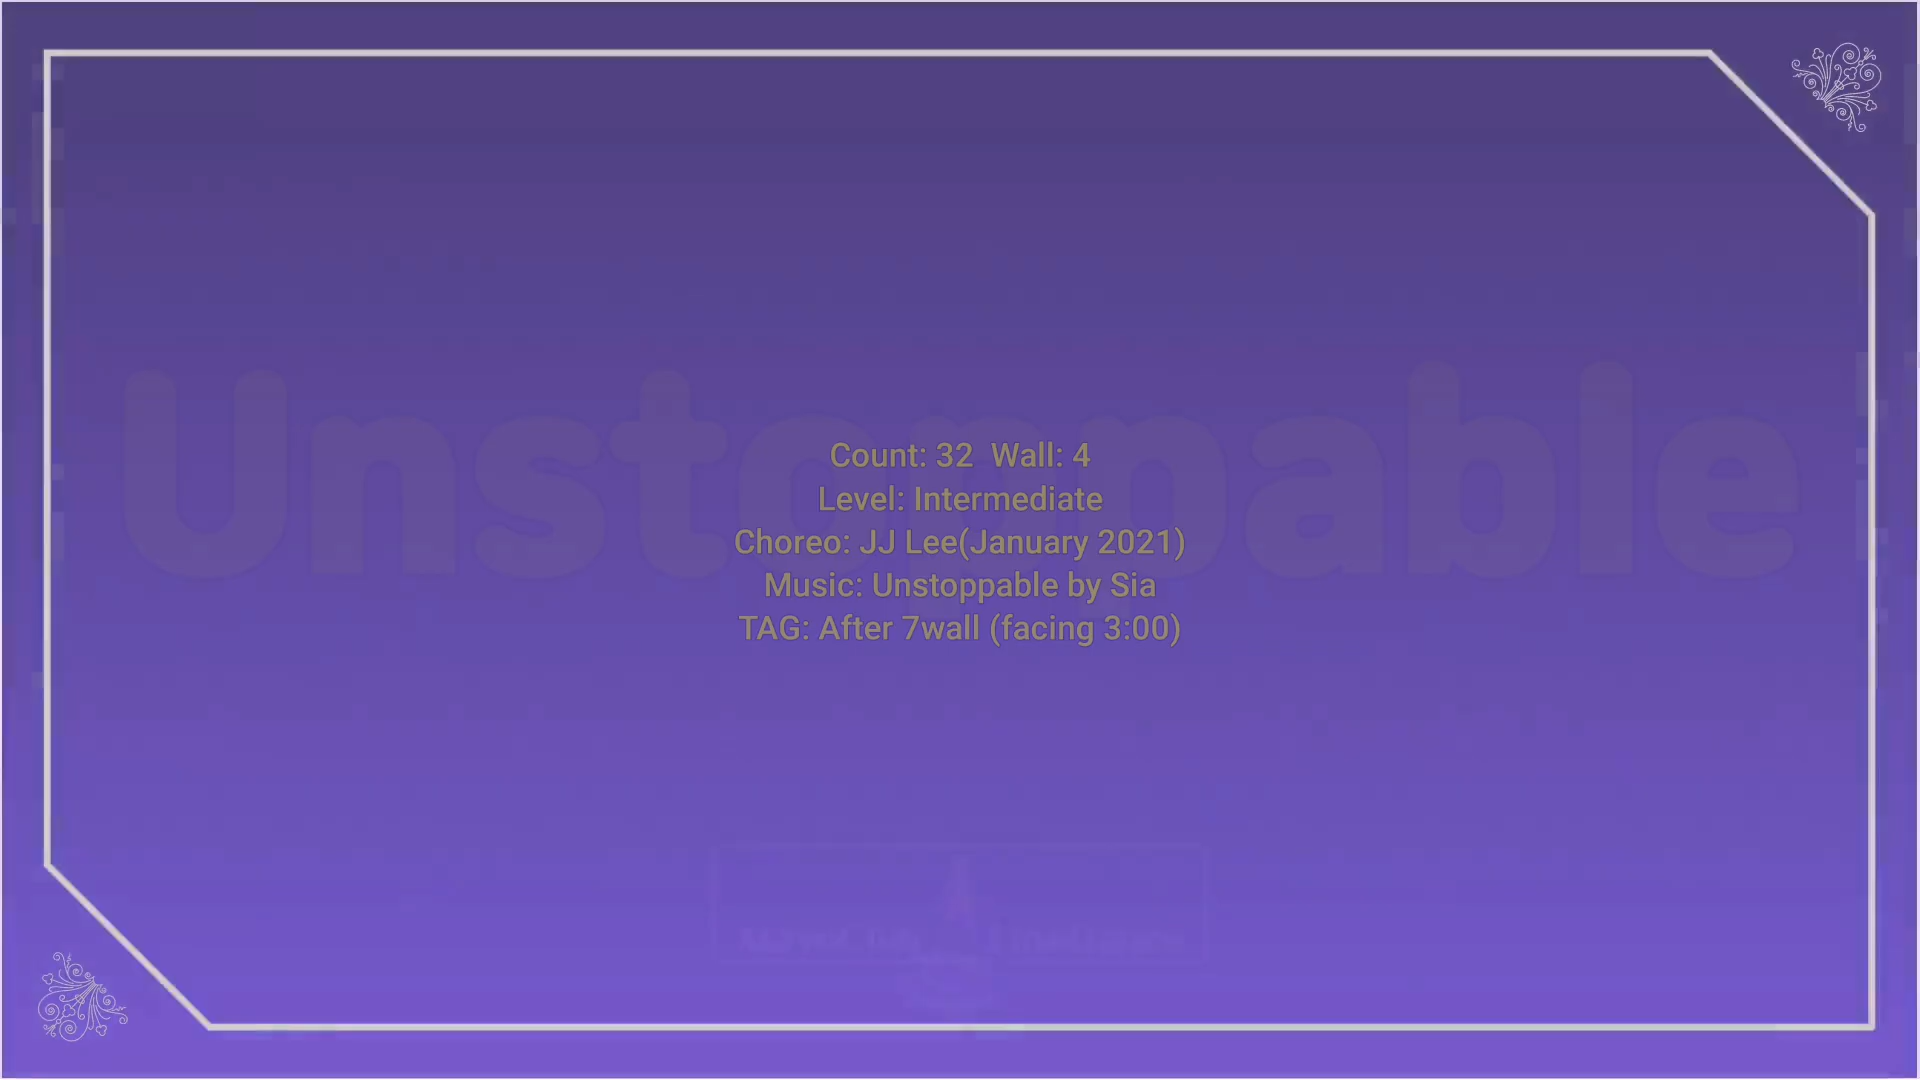 Unstoppable
Count: 32  Wall: 4
Level: Intermediate
Choreo: JJ Lee(January 2021)
Music: Unstoppable by Sia
TAG: After 7wall (facing 3:00)